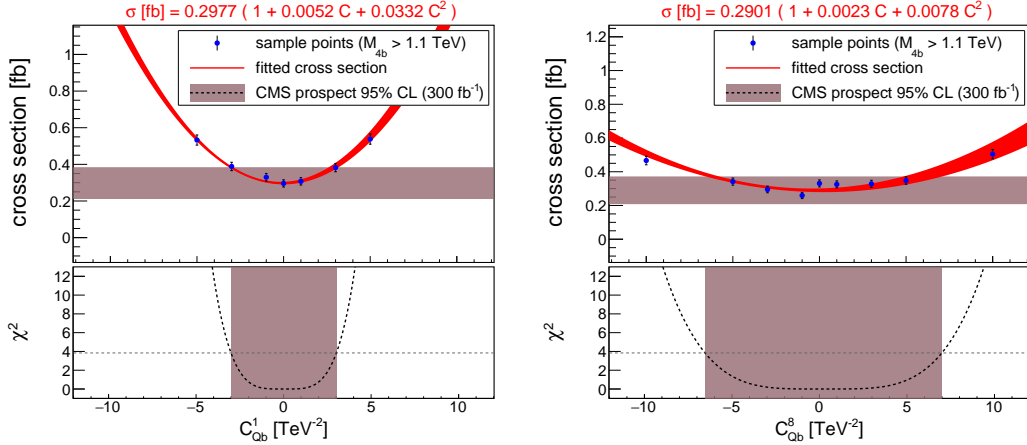 σ [fb] = 0.2977 ( 1 + 0.0052 C + 0.0332 C² )
cross section [fb]
1
0.8
0.6
0.4
0.2
0
sample points (M4b > 1.1 TeV)
fitted cross section
CMS prospect 95% CL (300 fb⁻¹)
χ²
12
10
8
6
4
2
0
−10 −5 0 5 10
C¹Qb [TeV⁻²]
σ [fb] = 0.2901 ( 1 + 0.0023 C + 0.0078 C² )
cross section [fb]
1.2
1
0.8
0.6
0.4
0.2
0
sample points (M4b > 1.1 TeV)
fitted cross section
CMS prospect 95% CL (300 fb⁻¹)
χ²
12
10
8
6
4
2
0
−10 −5 0 5 10
C⁸Qb [TeV⁻²]